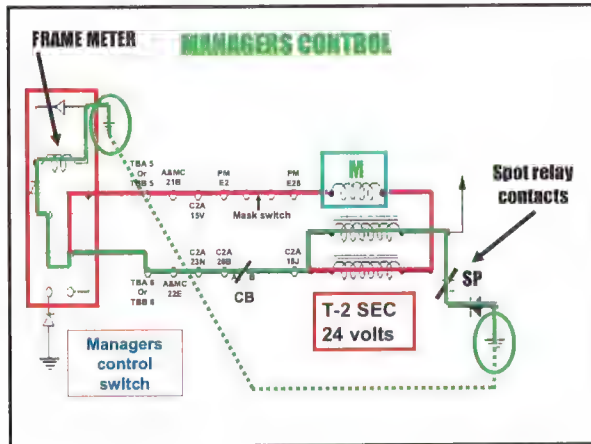 FRAME METER
MANAGERS CONTROL
TBA 5
Or
TBB 5
A&MC
21B
C2A
15V
PM
E2
Mask switch
PM
E28
M
Spot relay
contacts
TBA 6
Or
TBB 6
A&MC
22E
C2A
23N
C2A
28B
CB
C2A
15J
SP
T-2 SEC
24 volts
Managers
control
switch